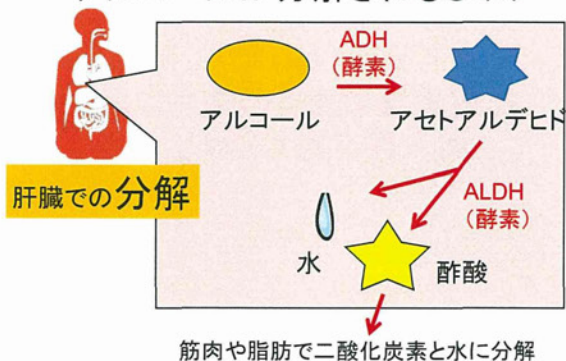 ADH
(酵素)
アルコール
アセトアルデヒド
肝臓での分解
ALDH
(酵素)
水
酢酸
筋肉や脂肪で二酸化炭素と水に分解